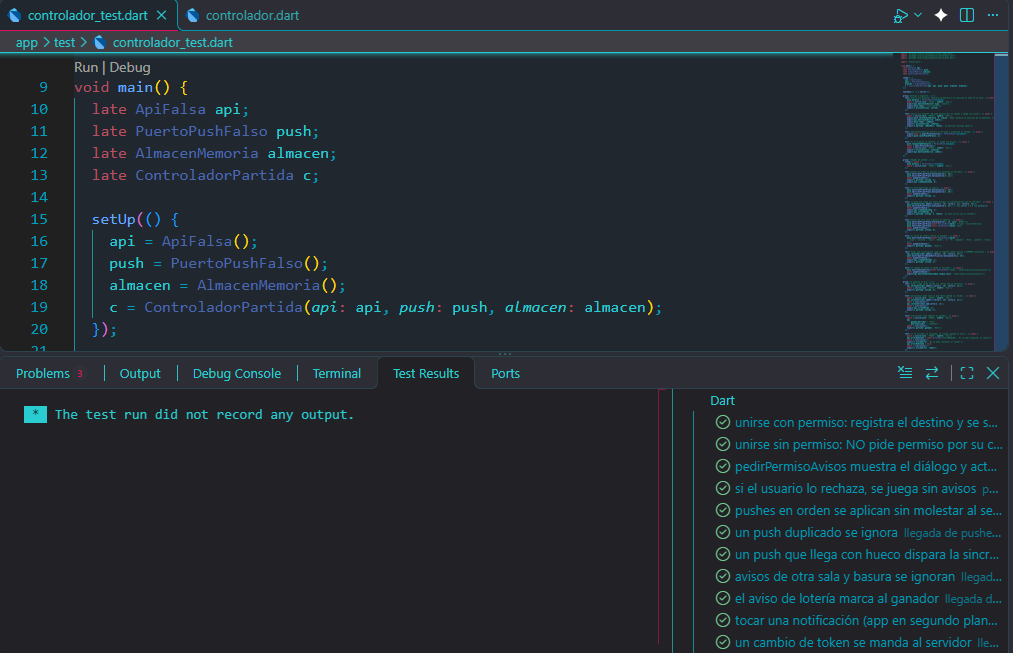 controlador_test.dart
controlador.dart
app > test > controlador_test.dart
Run | Debug
9 void main() {
10 late ApiFalsa api;
11 late PuertoPushFalso push;
12 late AlmacenMemoria almacen;
13 late ControladorPartida c;
14
15 setUp(() {
16 api = ApiFalsa();
17 push = PuertoPushFalso();
18 almacen = AlmacenMemoria();
19 c = ControladorPartida(api: api, push: push, almacen: almacen);
20 });
21
Problems 3 | Output | Debug Console | Terminal Test Results Ports
* The test run did not record any output.
Dart
unirse con permiso: registra el destino y se s...
unirse sin permiso: NO pide permiso por su c...
pedirPermisoAvisos muestra el diálogo y act...
si el usuario lo rechaza, se juega sin avisos p...
pushes en orden se aplican sin molestar al se...
un push duplicado se ignora llegada de pushe...
un push que llega con hueco dispara la sincr...
avisos de otra sala y basura se ignoran llegad...
el aviso de lotería marca al ganador llegada d...
tocar una notificación (app en segundo plan...
un cambio de token se manda al servidor lle...